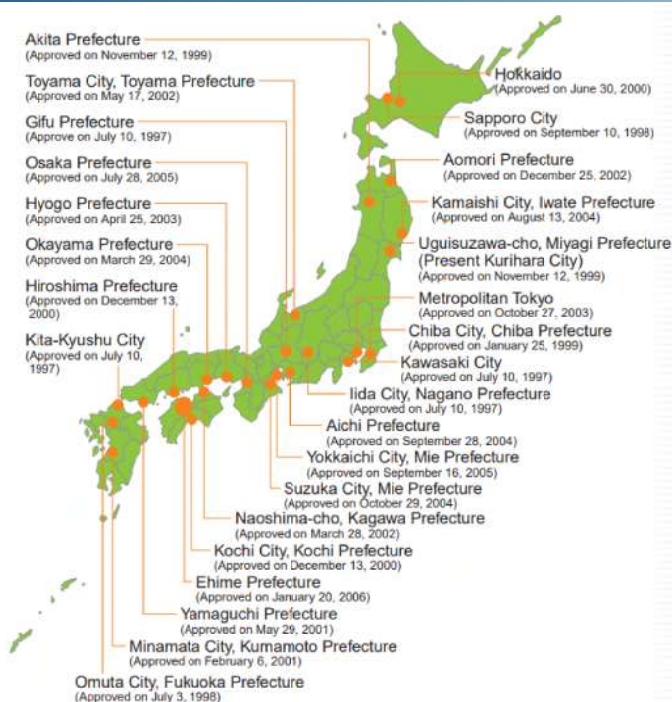 Akita Prefecture
(Approved on November 12, 1999)
Toyama City, Toyama Prefecture
(Approved on May 17, 2002)
Gifu Prefecture
(Approve on July 10, 1997)
Osaka Prefecture
(Approved on July 28, 2005)
Hyogo Prefecture
(Approved on April 25, 2003)
Okayama Prefecture
(Approved on March 29, 2004)
Hiroshima Prefecture
(Approved on December 13,
2000)
Kita-Kyushu City
(Approved on July 10,
1997)
Hokkaido
(Approved on June 30, 2000)
Sapporo City
(Approved on September 10, 1998)
Aomori Prefecture
(Approved on December 25, 2002)
Kamaishi City, Iwate Prefecture
(Approved on August 13, 2004)
Uguisuzawa-cho, Miyagi Prefecture
(Present Kurihara City)
(Approved on November 12, 1999)
Metropolitan Tokyo
(Approved on October 27, 2003)
Chiba City, Chiba Prefecture
(Approved on January 25, 1999)
Kawasaki City
(Approved on July 10, 1997)
Iida City, Nagano Prefecture
(Approved on July 10, 1997)
Aichi Prefecture
(Approved on September 28, 2004)
Yokkaichi City, Mie Prefecture
(Approved on September 16, 2005)
Suzuka City, Mie Prefecture
(Approved on October 29, 2004)
Naoshima-cho, Kagawa Prefecture
(Approved on March 28, 2002)
Kochi City, Kochi Prefecture
(Approved on December 13, 2000)
Ehime Prefecture
(Approved on January 20, 2006)
Yamaguchi Prefecture
(Approved on May 29, 2001)
Minamata City, Kumamoto Prefecture
(Approved on February 6, 2001)
Omuta City, Fukuoka Prefecture
(Approved on July 3, 1998)